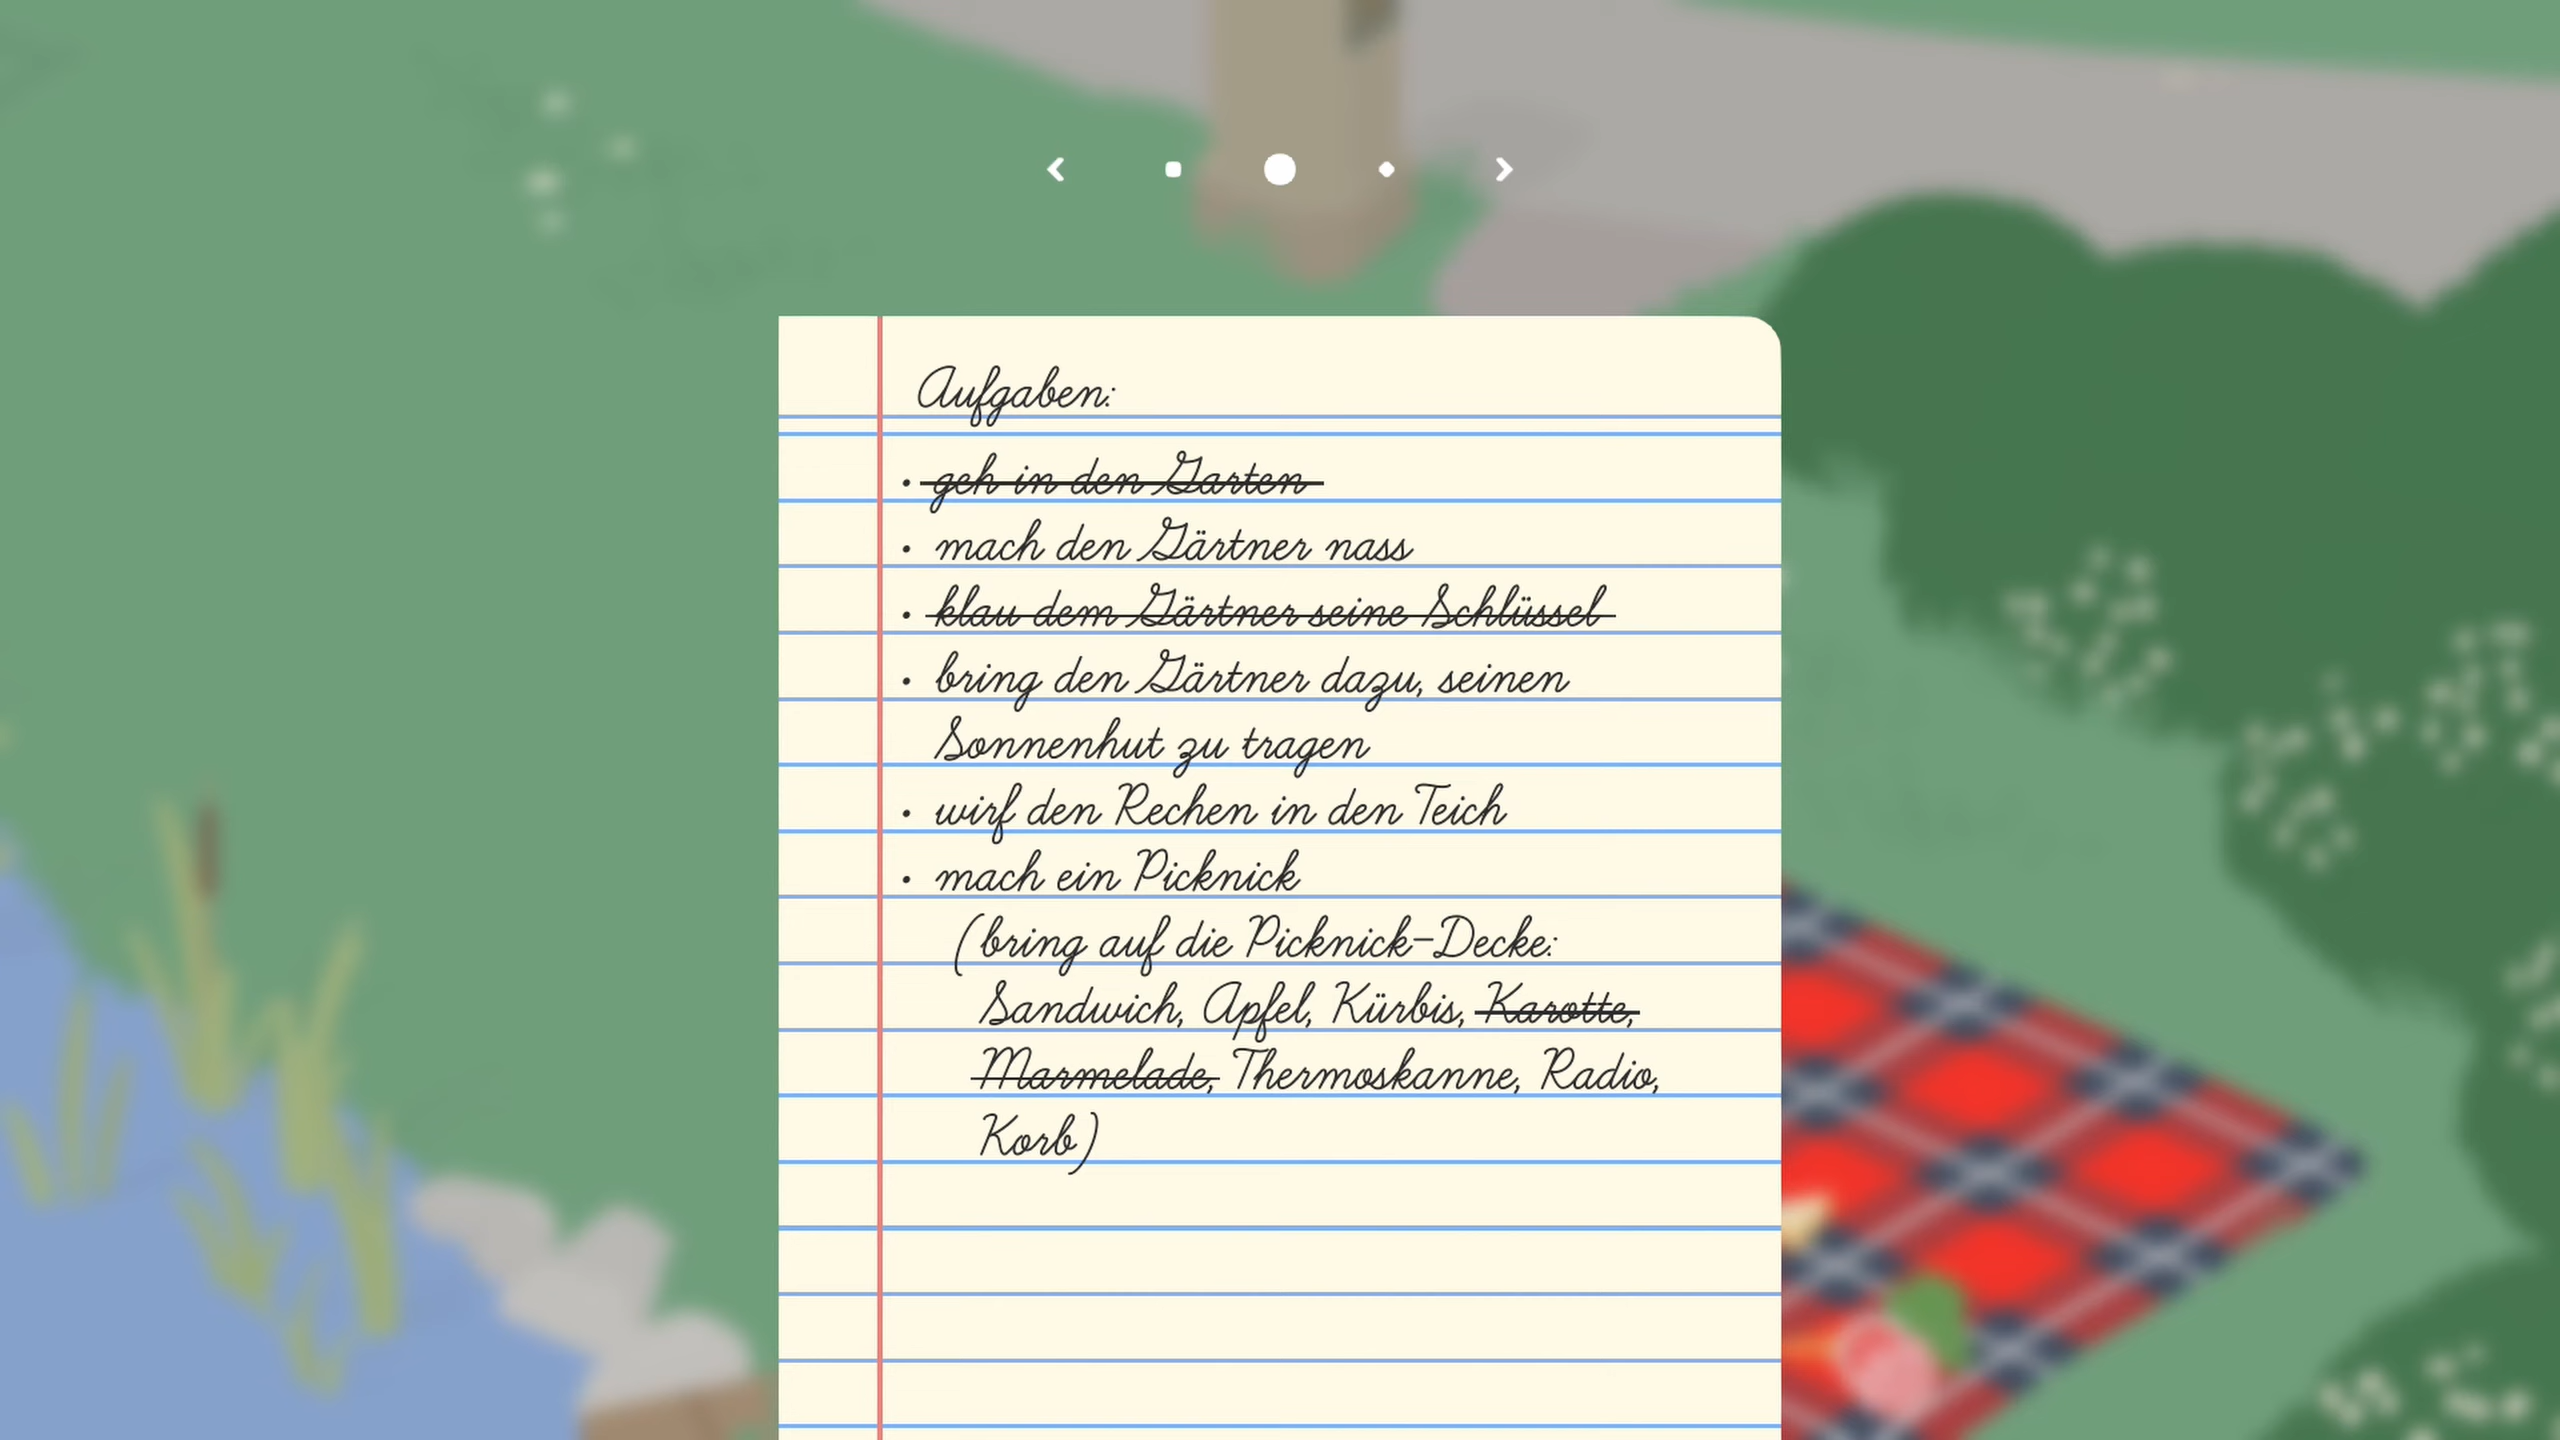 Aufgaben:
• geh in den Garten
• mach den Gärtner nass
• klau dem Gärtner seine Schlüssel
• bring den Gärtner dazu, seinen
Sonnenhut zu tragen
• wirf den Rechen in den Teich
• mach ein Picknick
(bring auf die Picknick-Decke:
Sandwich, Apfel, Kürbis, Karotte,
Marmelade, Thermoskanne, Radio,
Korb)